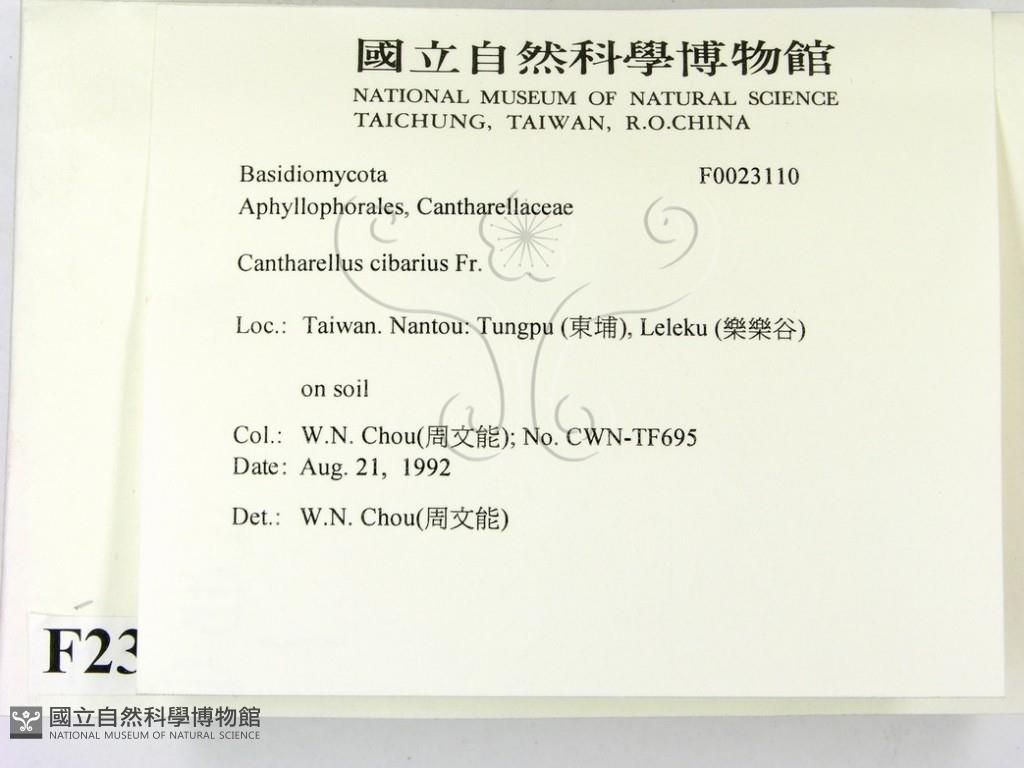 國立自然科學博物館
NATIONAL MUSEUM OF NATURAL SCIENCE
TAICHUNG, TAIWAN, R.O.CHINA
Basidiomycota F0023110
Aphyllophorales, Cantharellaceae
Cantharellus cibarius Fr.
Loc.: Taiwan. Nantou: Tungpu (東埔), Leleku (樂樂谷)
on soil
Col.: W.N. Chou(周文能); No. CWN-TF695
Date: Aug. 21, 1992
Det.: W.N. Chou(周文能)
F23
國立自然科學博物館
NATIONAL MUSEUM OF NATURAL SCIENCE